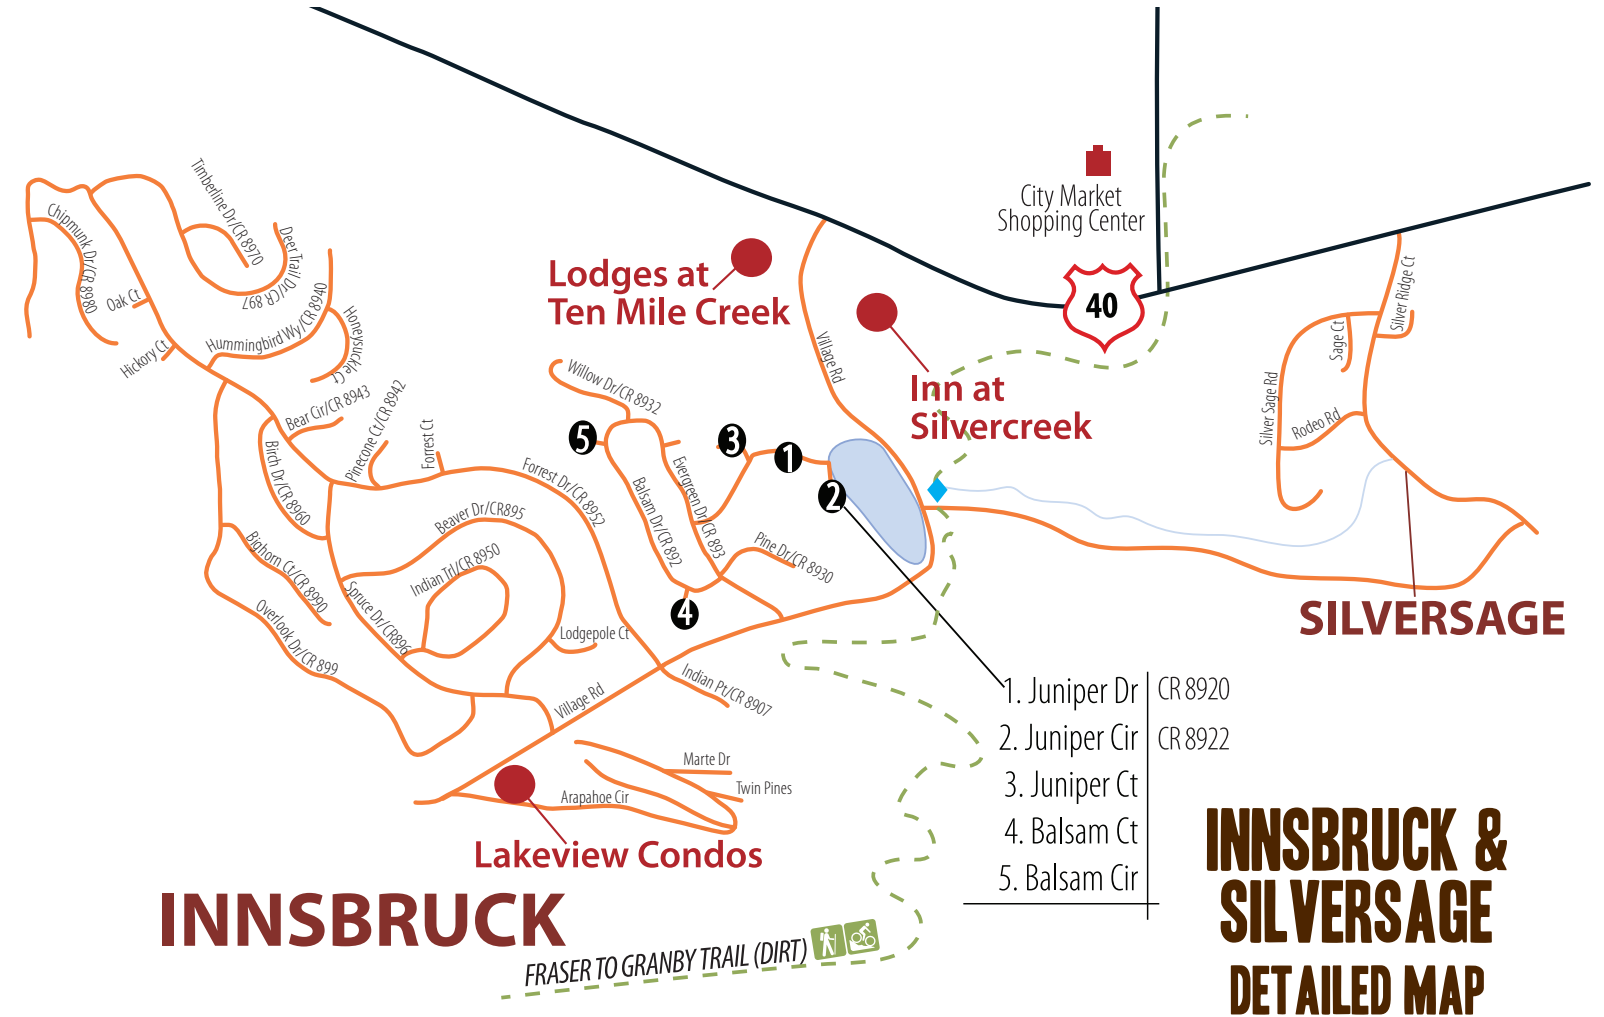 Timberline Dr/CR 8970
Chipmunk Dr/CR 8980
Deer Trail Dr/CR 897
Oak Ct
Hummingbird Wy/CR 8940
Hickory Ct
Honeysuckle Ct
City Market
Shopping Center
40
Lodges at
Ten Mile Creek
Village Rd
Inn at
Silvercreek
Silver Ridge Ct
Sage Ct
Silver Sage Rd
Rodeo Rd
Willow Dr/CR 8932
Bear Cir/CR 8943
Pinecone Ct/CR 8942
Forrest Ct
Birch Dr/CR 8960
5
3
1
2
4
Forrest Dr/CR 8952
Balsam Dr/CR 892
Evergreen Dr/CR 893
Pine Dr/CR 8930
Beaver Dr/CR895
Indian Trl/CR 8950
Bighorn Ct/CR 8990
Spruce Dr/CR896
Overlook Dr/CR 899
Lodgepole Ct
Indian Pt/CR 8907
Village Rd
SILVERSAGE
1. Juniper Dr CR 8920
2. Juniper Cir CR 8922
3. Juniper Ct
4. Balsam Ct
5. Balsam Cir
Marte Dr
Twin Pines
Arapahoe Cir
Lakeview Condos
INNSBRUCK
FRASER TO GRANBY TRAIL (DIRT)
INNSBRUCK &
SILVERSAGE
DETAILED MAP